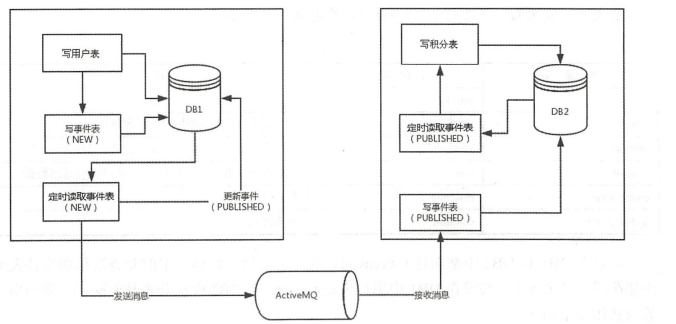 写用户表
DB1
写事件表
（NEW）
定时读取事件表
（NEW）
更新事件
（PUBLISHED）
写积分表
DB2
定时读取事件表
（PUBLISHED）
写事件表
（PUBLISHED）
发送消息
ActiveMQ
接收消息